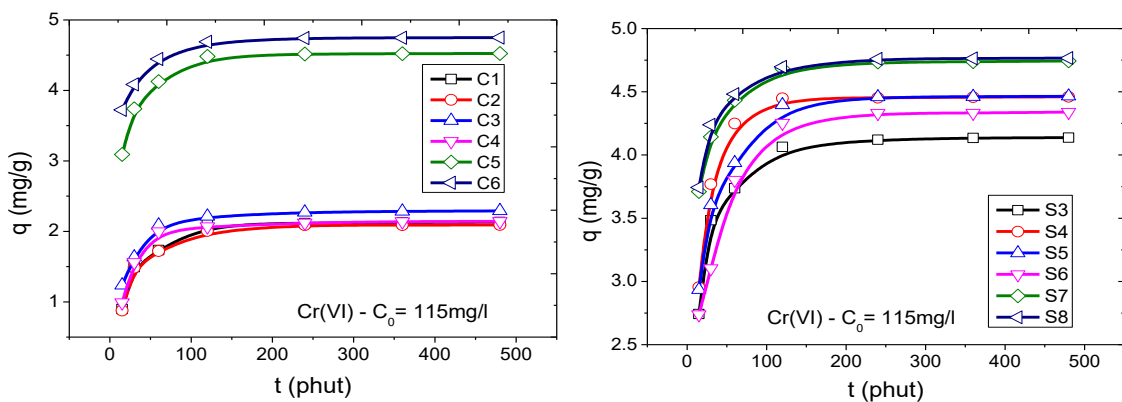 q (mg/g)
5
4
3
2
1
C1
C2
C3
C4
C5
C6
Cr(VI) - C₀= 115mg/l
0
100
200
300
400
500
t (phut)
q (mg/g)
5.0
4.5
4.0
3.5
3.0
2.5
S3
S4
S5
S6
S7
S8
Cr(VI) - C₀= 115mg/l
0
100
200
300
400
500
t (phut)